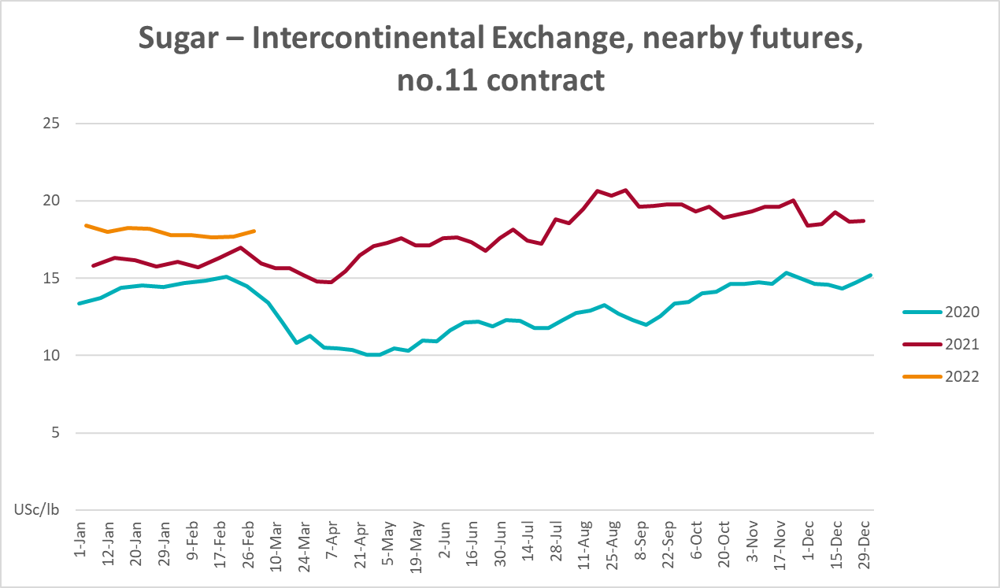 Sugar – Intercontinental Exchange, nearby futures,
no.11 contract
25
20
15
10
5
USc/lb
1-Jan
12-Jan
20-Jan
29-Jan
9-Feb
17-Feb
26-Feb
10-Mar
24-Mar
7-Apr
21-Apr
5-May
19-May
2-Jun
16-Jun
30-Jun
14-Jul
28-Jul
11-Aug
25-Aug
8-Sep
22-Sep
6-Oct
20-Oct
3-Nov
17-Nov
1-Dec
15-Dec
29-Dec
2020
2021
2022